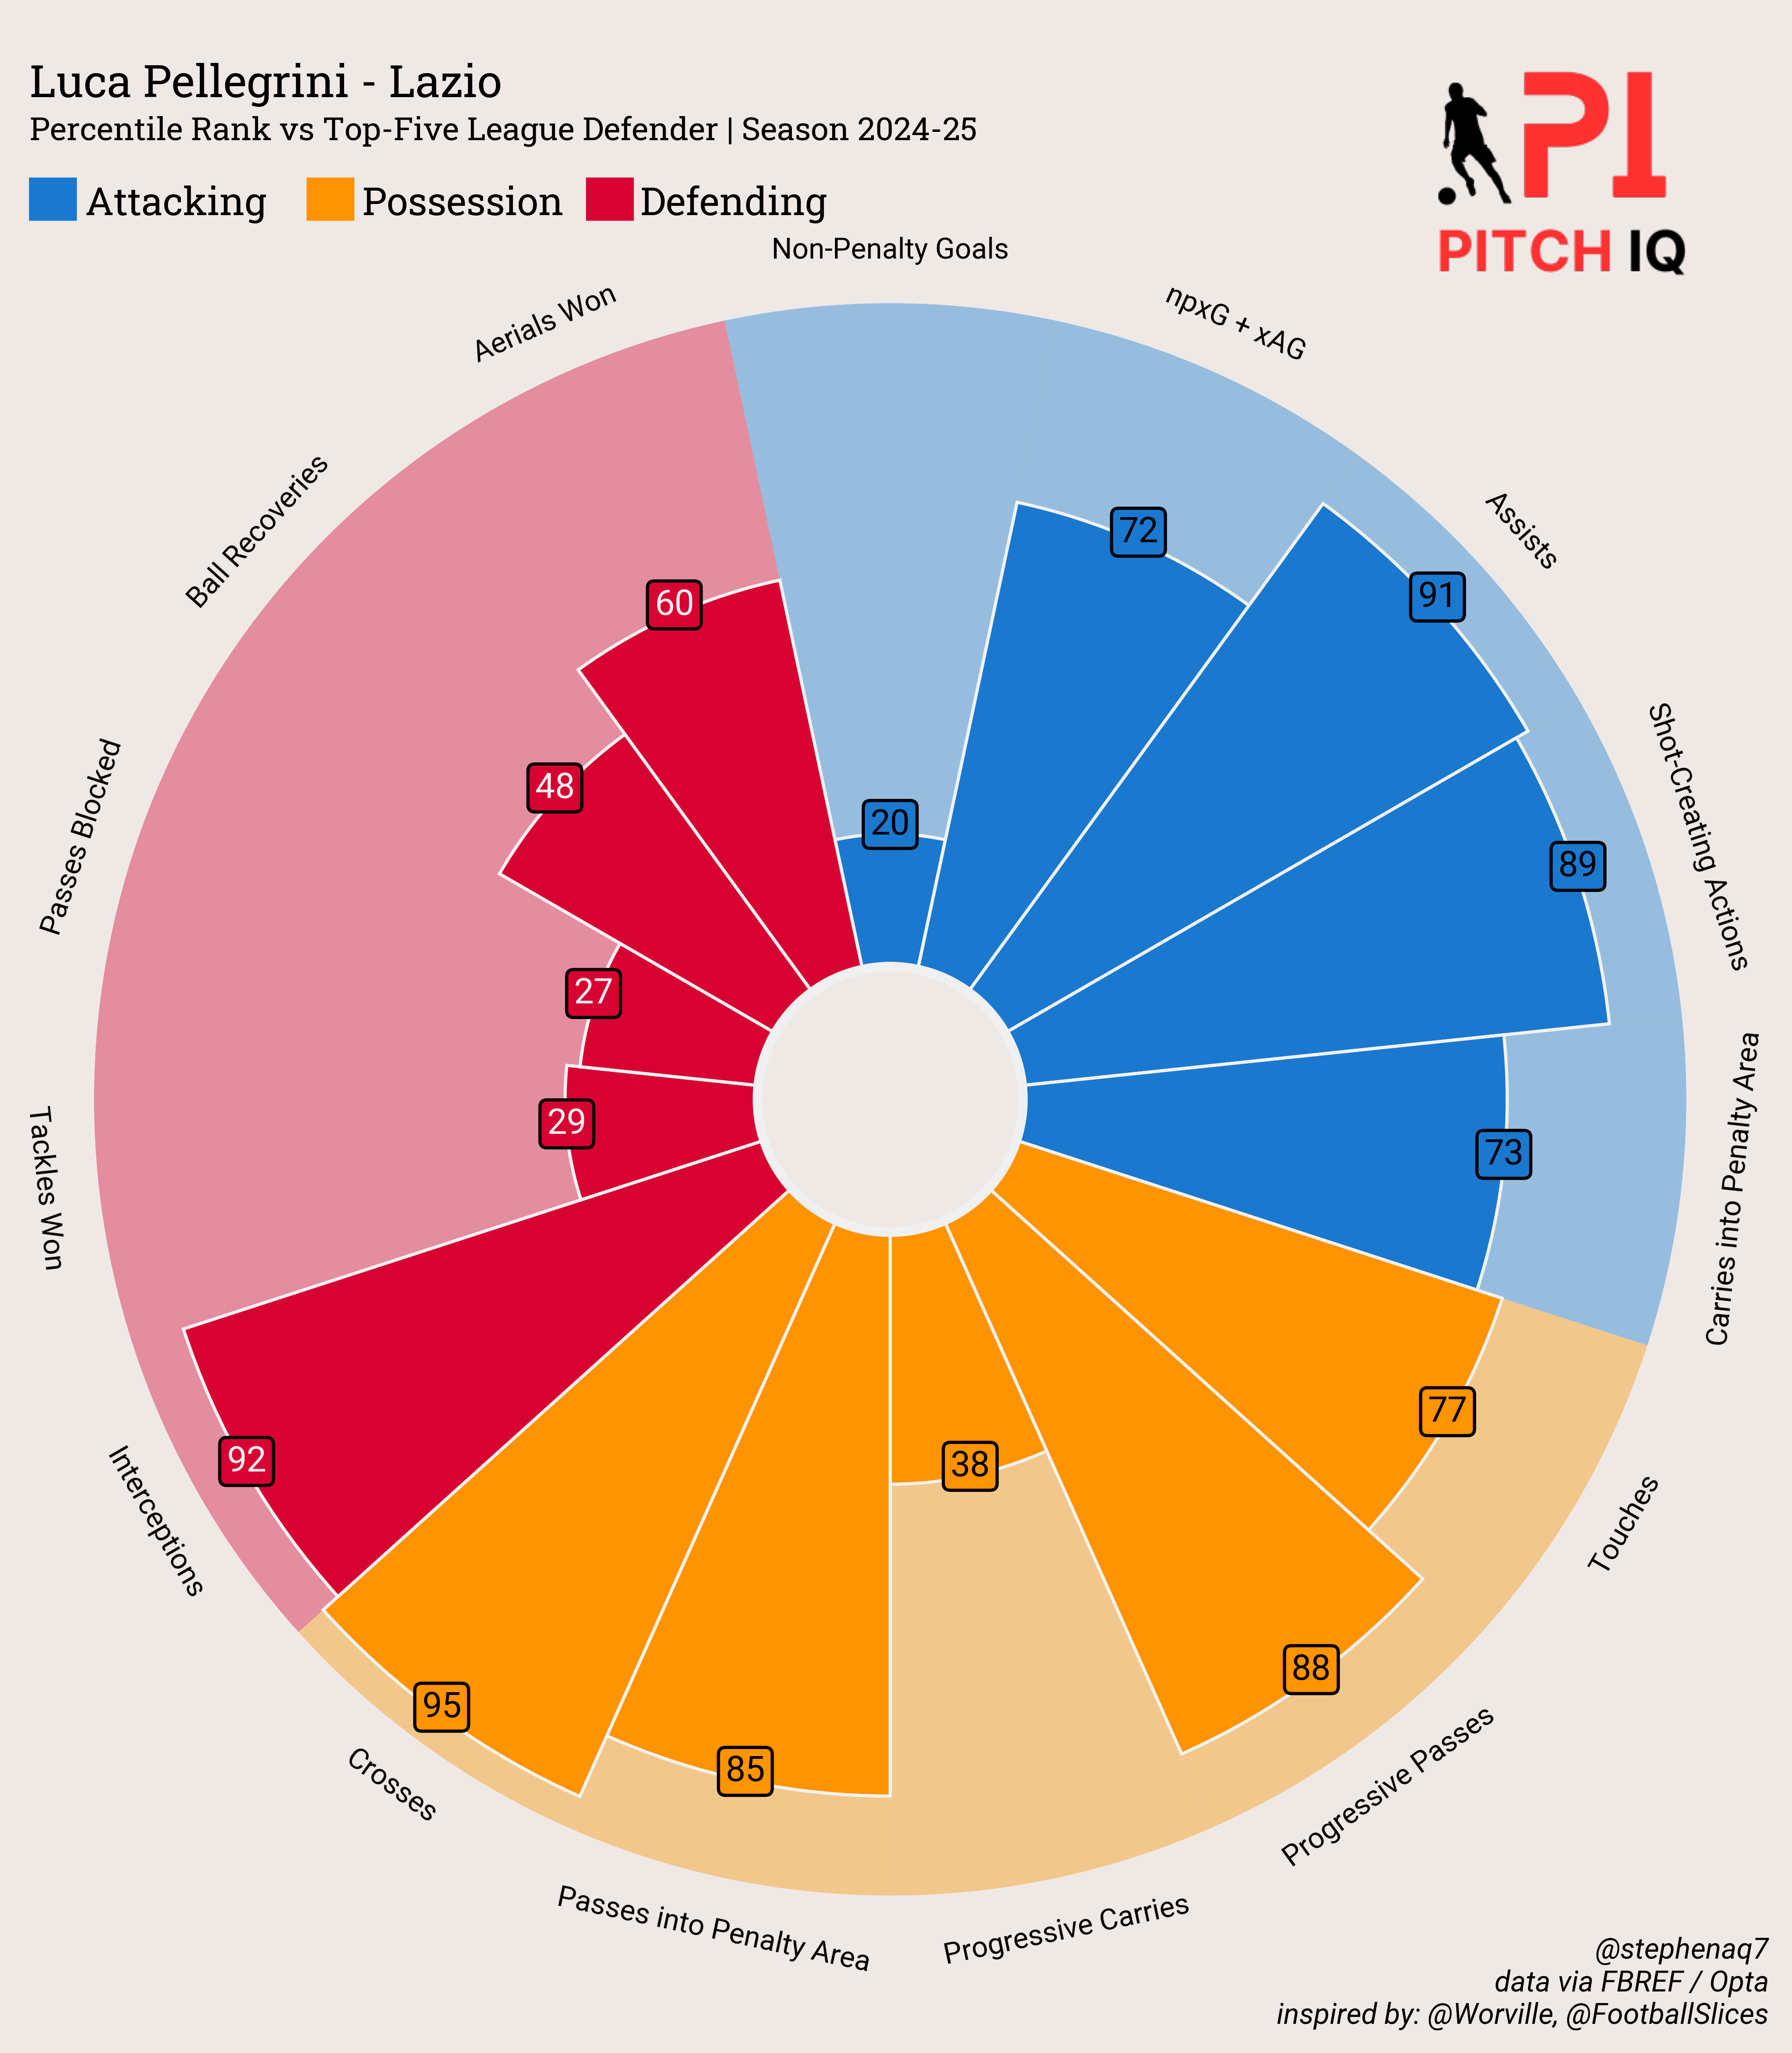 Luca Pellegrini - Lazio
Percentile Rank vs Top-Five League Defender | Season 2024-25
Attacking
Possession
Defending
PI
PITCH IQ
Non-Penalty Goals
npxG + xAG
Assists
Shot-Creating Actions
Carries into Penalty Area
Touches
Progressive Passes
Progressive Carries
Passes into Penalty Area
Crosses
Interceptions
Tackles Won
Passes Blocked
Ball Recoveries
Aerials Won
20
72
91
89
73
77
88
38
85
95
92
29
27
48
60
@stephenaq7
data via FBREF / Opta
inspired by: @Worville, @FootballSlices